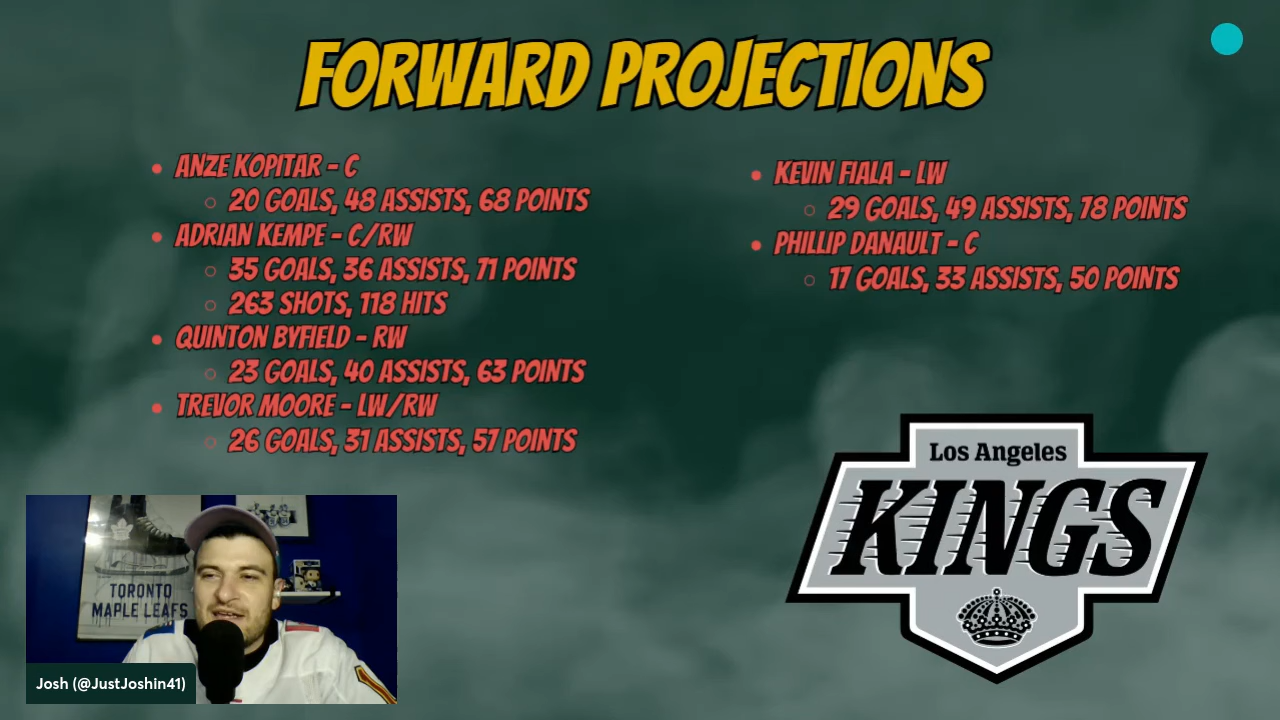 FORWARD PROJECTIONS
ANZE KOPITAR - C
20 GOALS, 48 ASSISTS, 68 POINTS
ADRIAN KEMPE - C/RW
35 GOALS, 36 ASSISTS, 71 POINTS
263 SHOTS, 118 HITS
QUINTON BYFIELD - RW
23 GOALS, 40 ASSISTS, 63 POINTS
TREVOR MOORE - LW/RW
26 GOALS, 31 ASSISTS, 57 POINTS
KEVIN FIALA - LW
29 GOALS, 49 ASSISTS, 78 POINTS
PHILLIP DANAULT - C
17 GOALS, 33 ASSISTS, 50 POINTS
Los Angeles
KINGS
TORONTO
MAPLE LEAFS
Josh (@JustJoshin41)